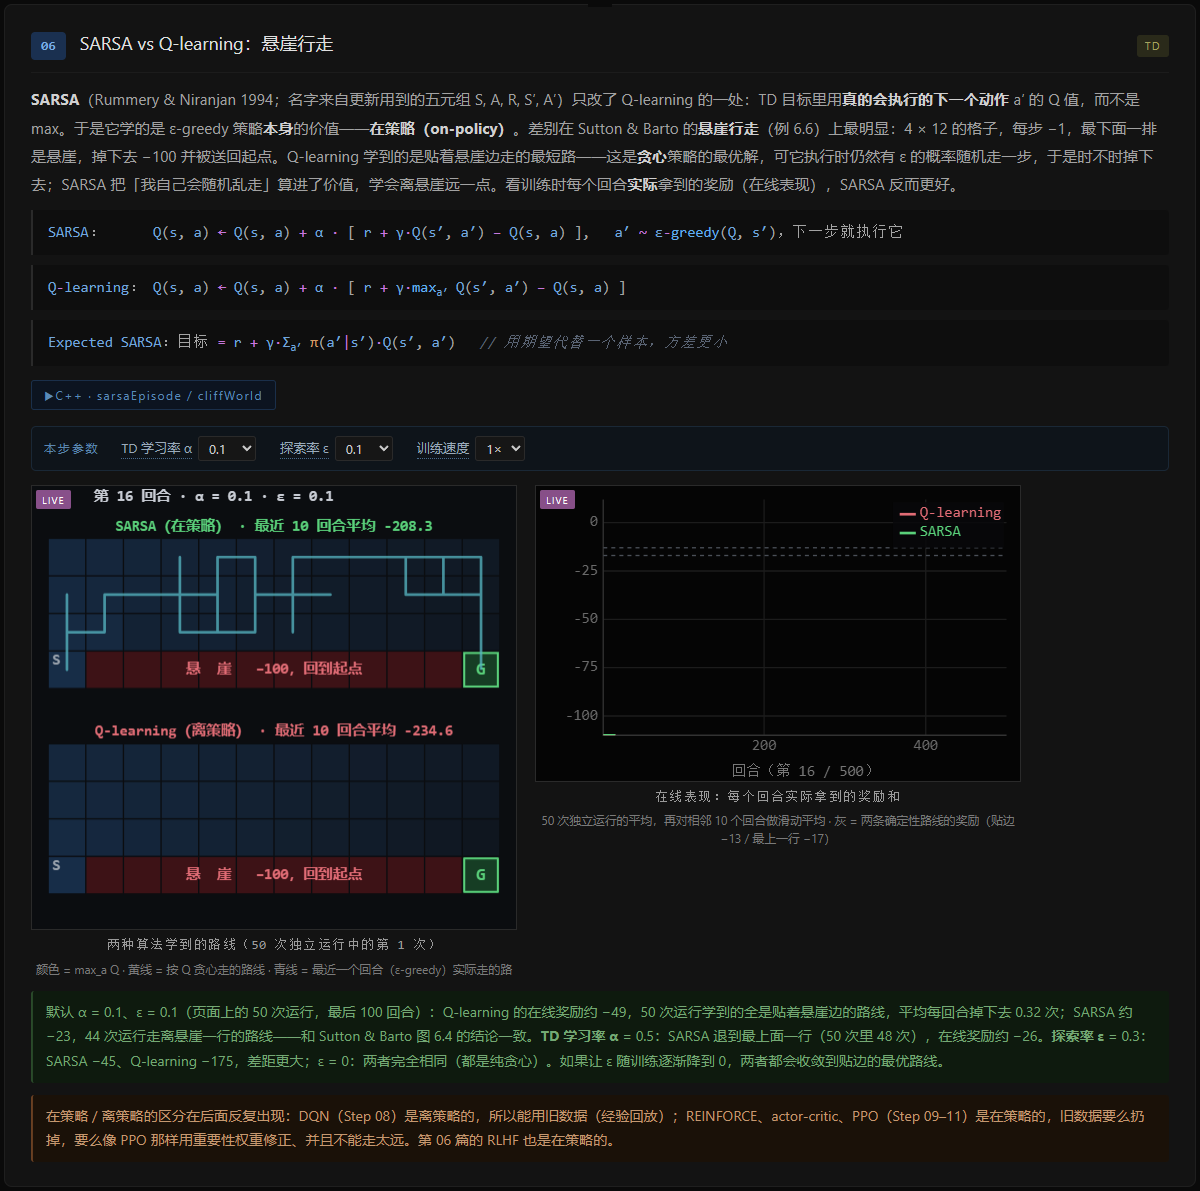 06 SARSA vs Q-learning：悬崖行走 TD
SARSA（Rummery & Niranjan 1994；名字来自更新用到的五元组 S, A, R, S′, A′）只改了 Q-learning 的一处：TD 目标里用真的会执行的下一个动作 a′ 的 Q 值，而不是
max。于是它学的是 ε-greedy 策略本身的价值——在策略（on-policy）。差别在 Sutton & Barto 的悬崖行走（例 6.6）上最明显：4 × 12 的格子，每步 −1，最下面一排
是悬崖，掉下去 −100 并被送回起点。Q-learning 学到的是贴着悬崖边走的最短路——这是贪心策略的最优解，可它执行时仍然有 ε 的概率随机走一步，于是时不时掉下
去；SARSA 把「我自己会随机乱走」算进了价值，学会离悬崖远一点。看训练时每个回合实际拿到的奖励（在线表现），SARSA 反而更好。
SARSA: Q(s, a) ← Q(s, a) + α · [ r + γ·Q(s′, a′) − Q(s, a) ], a′ ~ ε-greedy(Q, s′)，下一步就执行它
Q-learning: Q(s, a) ← Q(s, a) + α · [ r + γ·maxa′ Q(s′, a′) − Q(s, a) ]
Expected SARSA: 目标 = r + γ·Σa′ π(a′|s′)·Q(s′, a′) // 用期望代替一个样本，方差更小
▶C++ · sarsaEpisode / cliffWorld
本步参数 TD 学习率 α 0.1 探索率 ε 0.1 训练速度 1×
LIVE 第 16 回合 · α = 0.1 · ε = 0.1
SARSA (在策略) · 最近 10 回合平均 -208.3
S 悬 崖 −100, 回到起点 G
Q-learning (离策略) · 最近 10 回合平均 -234.6
S 悬 崖 −100, 回到起点 G
两种算法学到的路线（50 次独立运行中的第 1 次）
颜色 = max_a Q · 黄线 = 按 Q 贪心走的路线 · 青线 = 最近一个回合（ε-greedy）实际走的路
LIVE
Q-learning
SARSA
0
-25
-50
-75
-100
200 400
回合（第 16 / 500）
在线表现：每个回合实际拿到的奖励和
50 次独立运行的平均，再对相邻 10 个回合做滑动平均 · 灰 = 两条确定性路线的奖励（贴边
−13 / 最上一行 −17）
默认 α = 0.1、ε = 0.1（页面上的 50 次运行，最后 100 回合）：Q-learning 的在线奖励约 −49，50 次运行学到的全是贴着悬崖边的路线，平均每回合掉下去 0.32 次；SARSA 约
−23，44 次运行走离悬崖一行的路线——和 Sutton & Barto 图 6.4 的结论一致。TD 学习率 α = 0.5：SARSA 退到最上面一行（50 次里 48 次），在线奖励约 −26。探索率 ε = 0.3：
SARSA −45、Q-learning −175，差距更大；ε = 0：两者完全相同（都是纯贪心）。如果让 ε 随训练逐渐降到 0，两者都会收敛到贴边的最优路线。
在策略 / 离策略的区分在后面反复出现：DQN（Step 08）是离策略的，所以能用旧数据（经验回放）；REINFORCE、actor-critic、PPO（Step 09–11）是在策略的，旧数据要么扔
掉，要么像 PPO 那样用重要性权重修正、并且不能走太远。第 06 篇的 RLHF 也是在策略的。